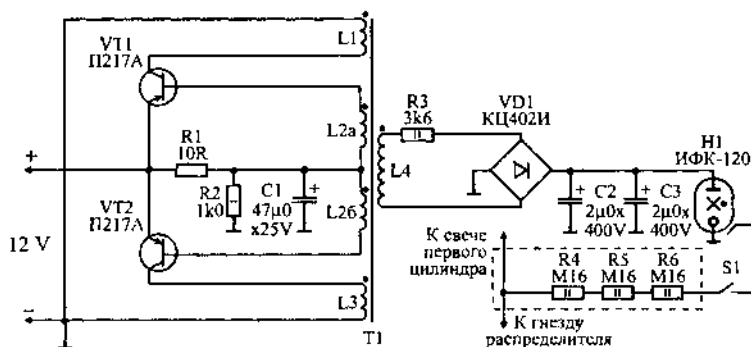 VT1
П217А
L1
R3
3k6
VD1
КЦ402И
H1
ИФК-120
L2a
R1
10R
L4
R2
1k0
C1
47µ0
x25V
+
+
+
+
C2
2µ0x
400V
C3
2µ0x
400V
VT2
П217А
L2б
12 V
К свече
первого
цилиндра
R4
M16
R5
M16
R6
M16
S1
–
L3
T1
К гнезду
распределителя